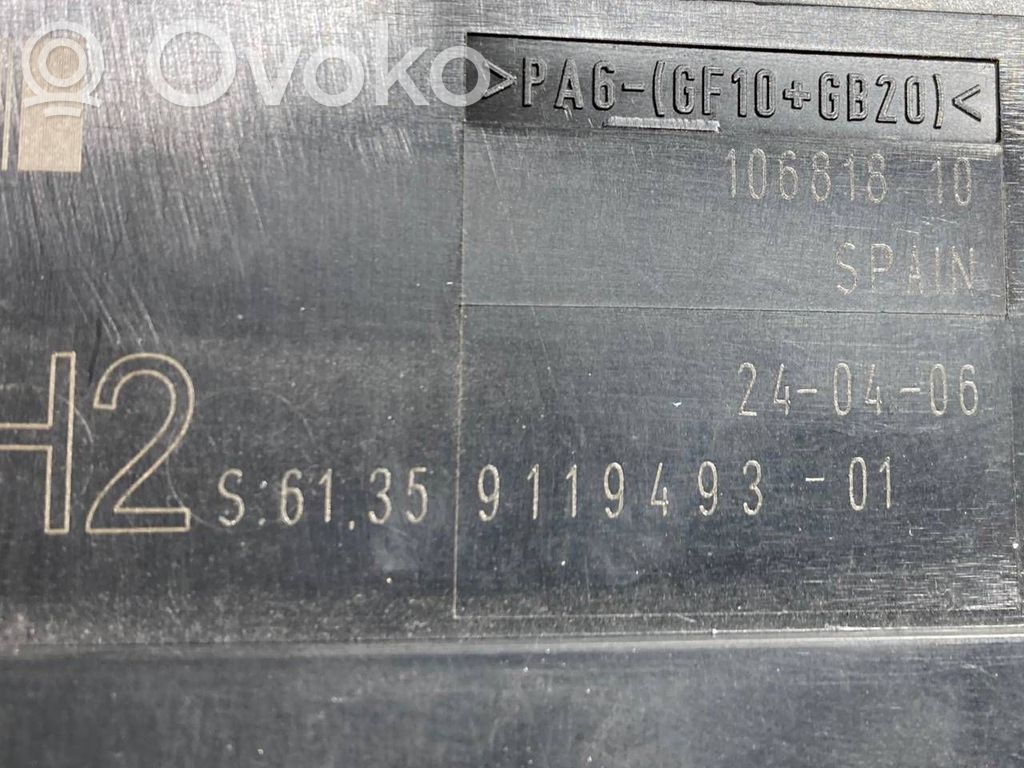 Ovoko
>PA6-(GF10+GB20)<
106818 10
SPAIN
24-04-06
H2 S:61.35 9119493 -01